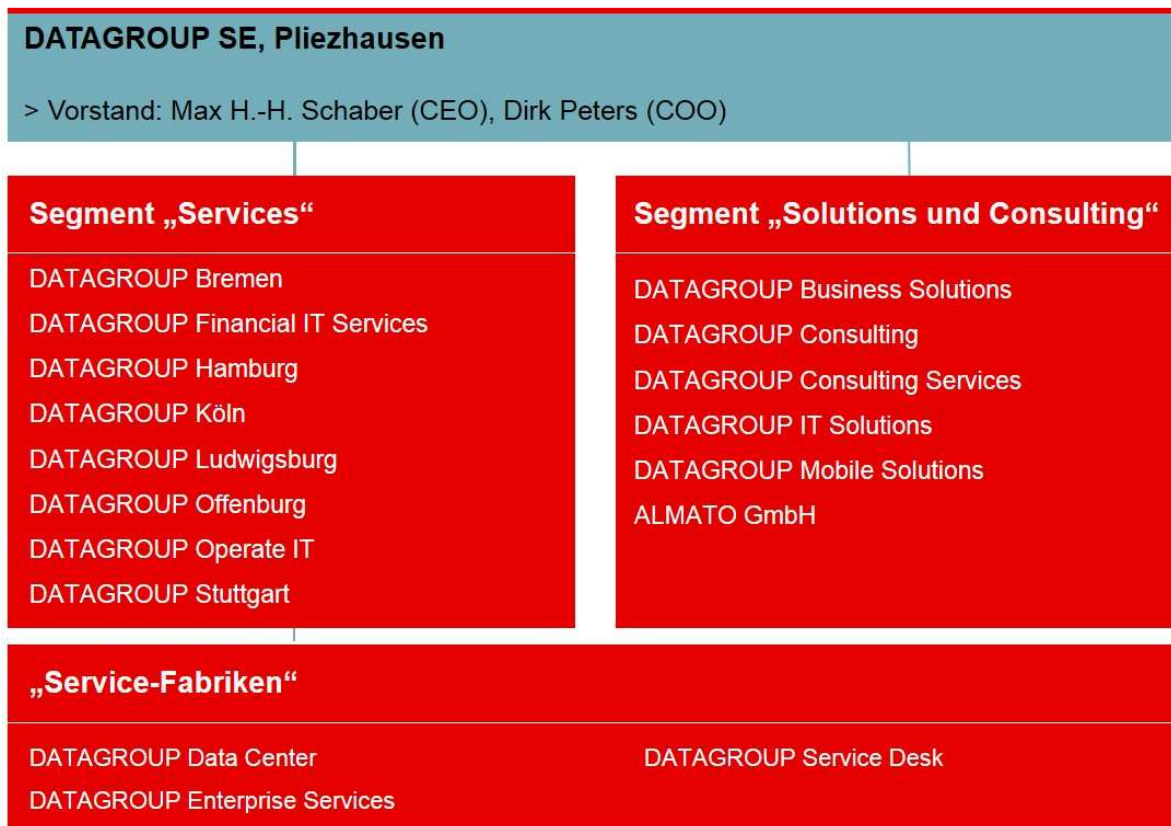 DATAGROUP SE, Pliezhausen
> Vorstand: Max H.-H. Schaber (CEO), Dirk Peters (COO)
Segment „Services“
DATAGROUP Bremen
DATAGROUP Financial IT Services
DATAGROUP Hamburg
DATAGROUP Köln
DATAGROUP Ludwigsburg
DATAGROUP Offenburg
DATAGROUP Operate IT
DATAGROUP Stuttgart
Segment „Solutions und Consulting“
DATAGROUP Business Solutions
DATAGROUP Consulting
DATAGROUP Consulting Services
DATAGROUP IT Solutions
DATAGROUP Mobile Solutions
ALMATO GmbH
„Service-Fabriken“
DATAGROUP Data Center
DATAGROUP Enterprise Services
DATAGROUP Service Desk